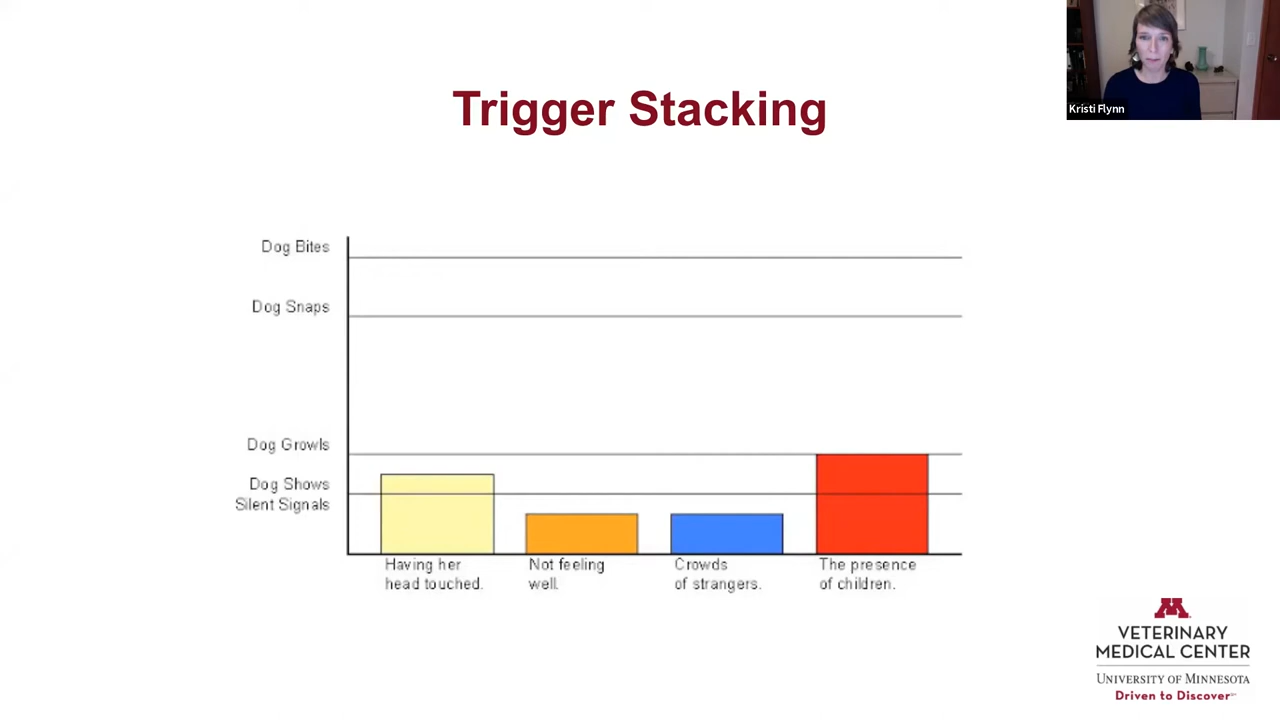 Kristi Flynn
Trigger Stacking
Dog Bites
Dog Snaps
Dog Growls
Dog Shows
Silent Signals
Having her
head touched.
Not feeling
well.
Crowds
of strangers.
The presence
of children.
M
VETERINARY
MEDICAL CENTER
UNIVERSITY OF MINNESOTA
Driven to Discover℠